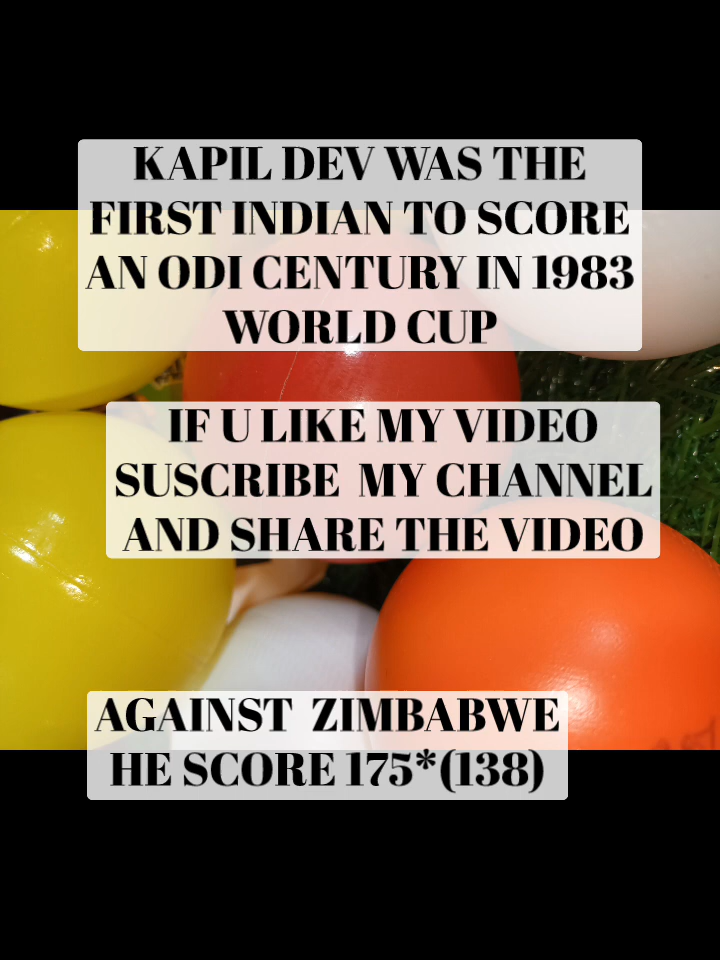 KAPIL DEV WAS THE
FIRST INDIAN TO SCORE
AN ODI CENTURY IN 1983
WORLD CUP
IF U LIKE MY VIDEO
SUSCRIBE MY CHANNEL
AND SHARE THE VIDEO
AGAINST ZIMBABWE
HE SCORE 175*(138)